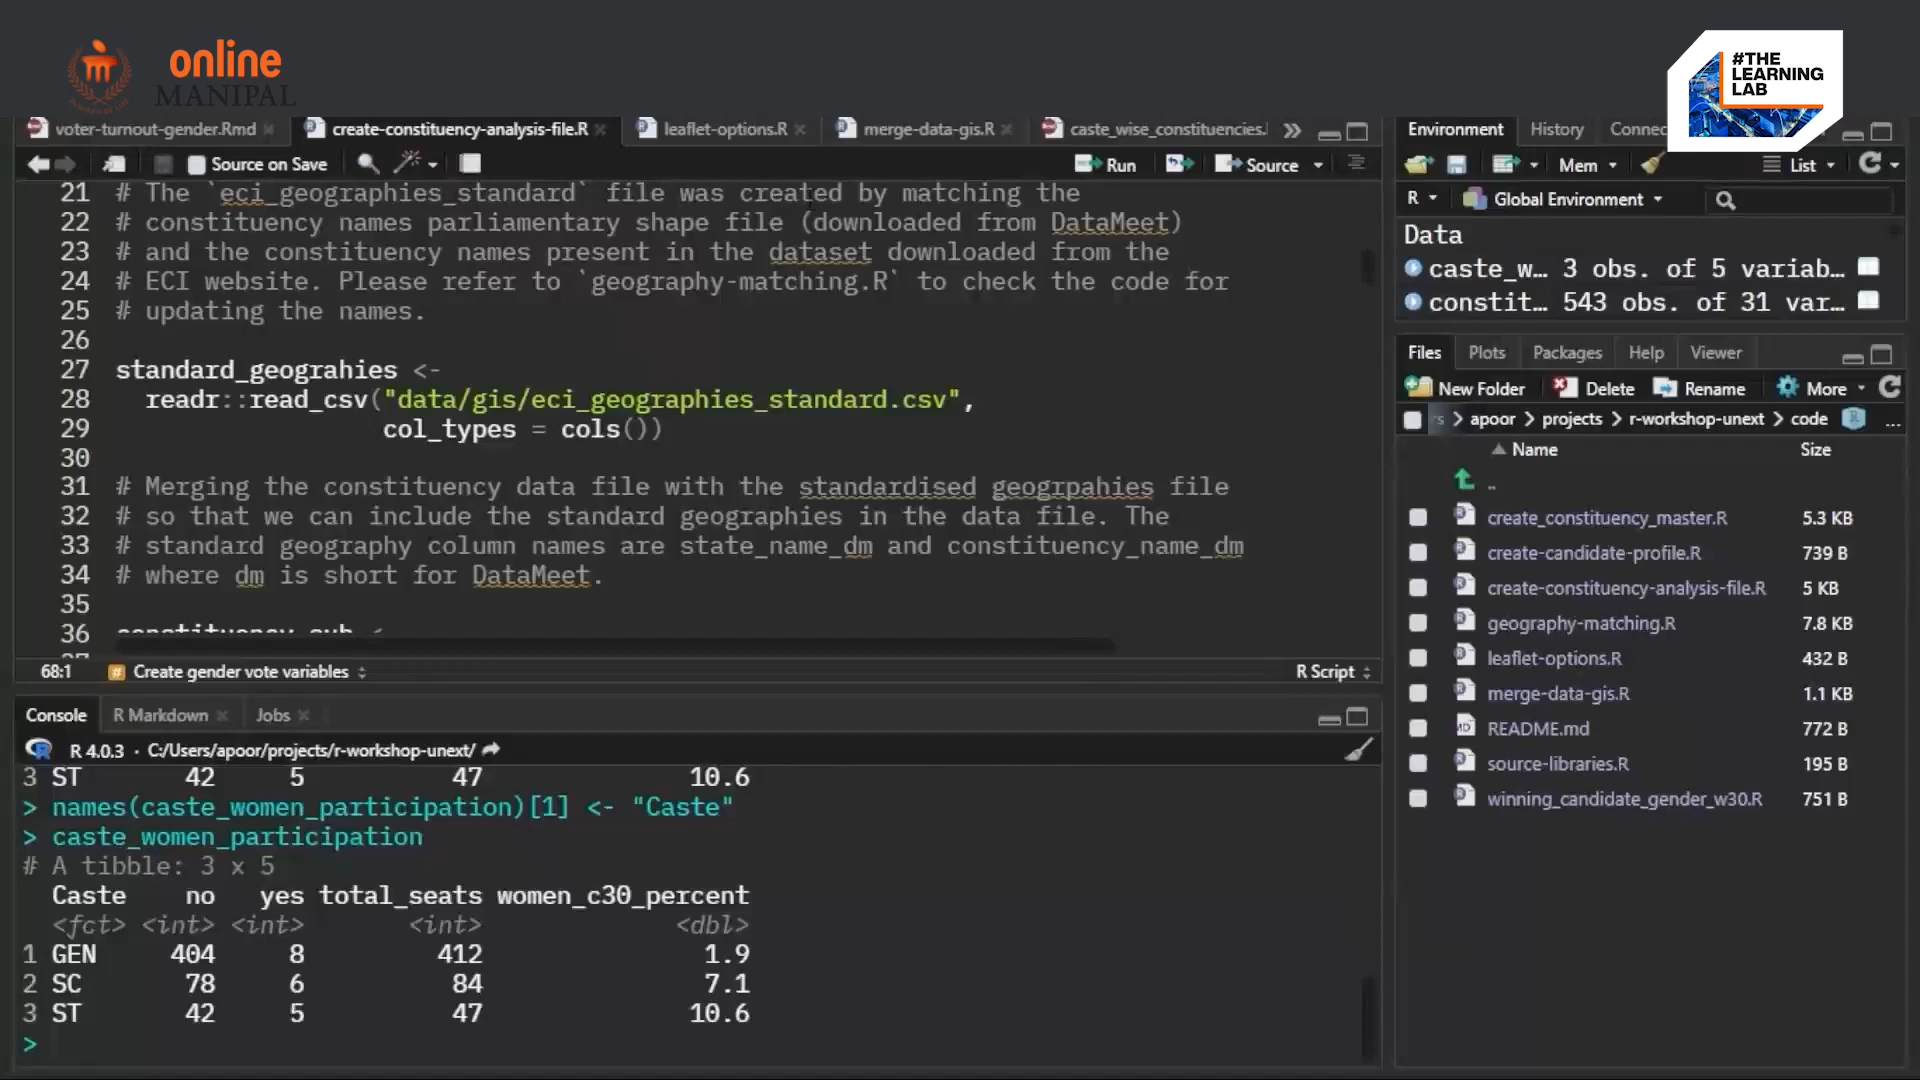 online
MANIPAL
#THE
LEARNING
LAB
voter-turnout-gender.Rmd
create-constituency-analysis-file.R
leaflet-options.R
merge-data-gis.R
caste_wise_constituencies.
Source on Save
Run
Source
21 # The `eci_geographies_standard` file was created by matching the
22 # constituency names parliamentary shape file (downloaded from DataMeet)
23 # and the constituency names present in the dataset downloaded from the
24 # ECI website. Please refer to `geography-matching.R` to check the code for
25 # updating the names.
26
27 standard_geograhies <-
28 readr::read_csv("data/gis/eci_geographies_standard.csv",
29 col_types = cols())
30
31 # Merging the constituency data file with the standardised geogrpahies file
32 # so that we can include the standard geographies in the data file. The
33 # standard geography column names are state_name_dm and constituency_name_dm
34 # where dm is short for DataMeet.
35
36 constituency_sub <
68:1 # Create gender vote variables R Script
Console R Markdown Jobs
R 4.0.3 · C:/Users/apoor/projects/r-workshop-unext/
3 ST 42 5 47 10.6
> names(caste_women_participation)[1] <- "Caste"
> caste_women_participation
# A tibble: 3 x 5
Caste no yes total_seats women_c30_percent
<fct> <int> <int> <int> <dbl>
1 GEN 404 8 412 1.9
2 SC 78 6 84 7.1
3 ST 42 5 47 10.6
>
Environment History Connec
Mem List
R Global Environment
Data
caste_w… 3 obs. of 5 variab…
constit… 543 obs. of 31 var…
Files Plots Packages Help Viewer
New Folder Delete Rename More
s > apoor > projects > r-workshop-unext > code ...
Name Size
..
create_constituency_master.R 5.3 KB
create-candidate-profile.R 739 B
create-constituency-analysis-file.R 5 KB
geography-matching.R 7.8 KB
leaflet-options.R 432 B
merge-data-gis.R 1.1 KB
README.md 772 B
source-libraries.R 195 B
winning_candidate_gender_w30.R 751 B